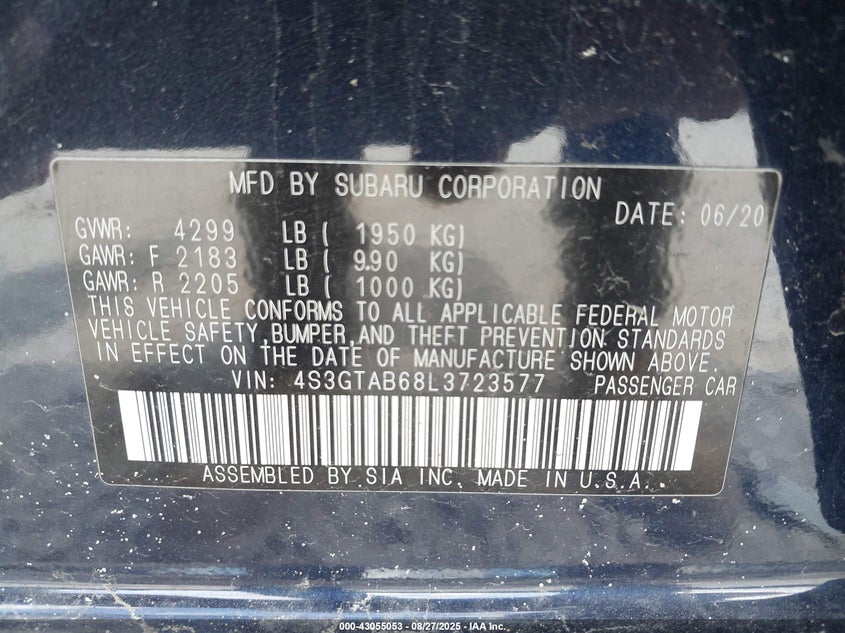 MFD BY SUBARU CORPORATION
DATE: 06/20
GVWR: 4299 LB ( 1950 KG)
GAWR: F 2183 LB ( 9.90 KG)
GAWR: R 2205 LB ( 1000 KG)
THIS VEHICLE CONFORMS TO ALL APPLICABLE FEDERAL MOTOR
VEHICLE SAFETY,BUMPER,AND THEFT PREVENTION STANDARDS
IN EFFECT ON THE DATE OF MANUFACTURE SHOWN ABOVE.
VIN: 4S3GTAB68L3723577 PASSENGER CAR
ASSEMBLED BY SIA INC. MADE IN U.S.A.
000-43055053 - 08/27/2025 - IAA Inc.